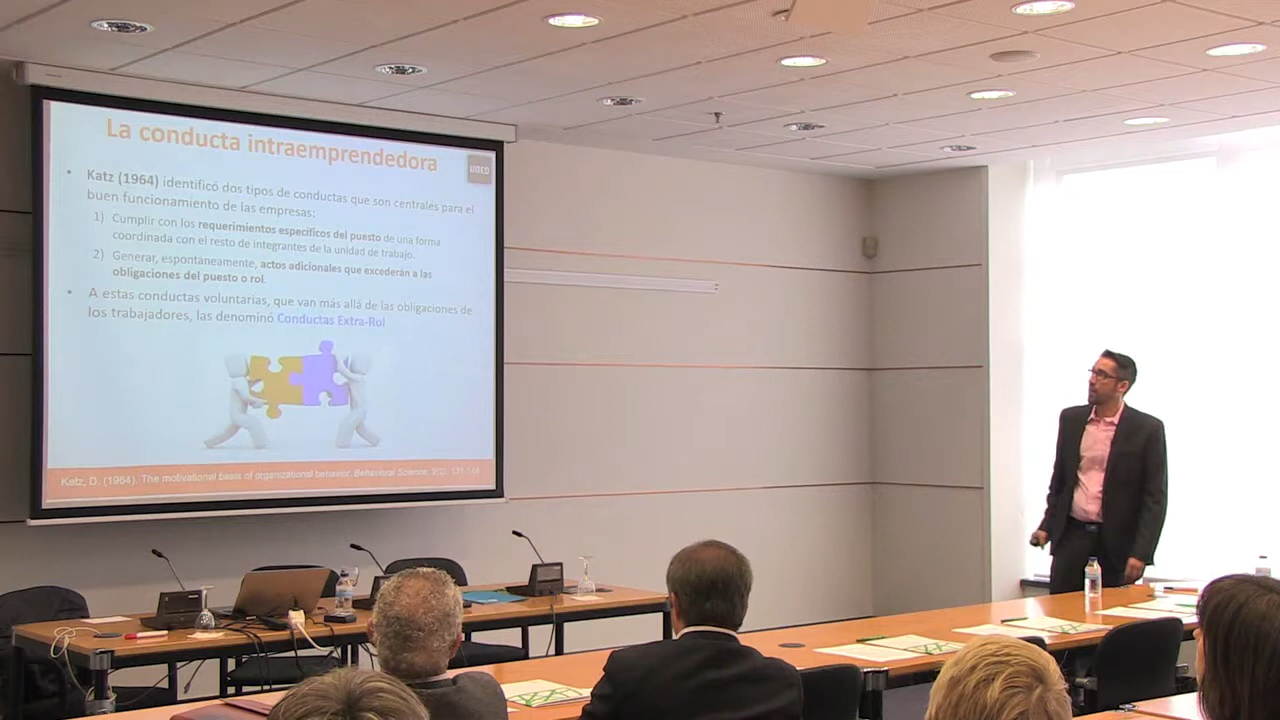 La conducta intraemprendedora
UNED
• Katz (1964) identificó dos tipos de conductas que son centrales para el
buen funcionamiento de las empresas:
1) Cumplir con los requerimientos específicos del puesto de una forma
coordinada con el resto de integrantes de la unidad de trabajo.
2) Generar, espontáneamente, actos adicionales que excederán a las
obligaciones del puesto o rol.
• A estas conductas voluntarias, que van más allá de las obligaciones de
los trabajadores, las denominó Conductas Extra-Rol
Katz, D. (1964). The motivational basis of organizational behavior. Behavioral Science, 9(2), 131-146